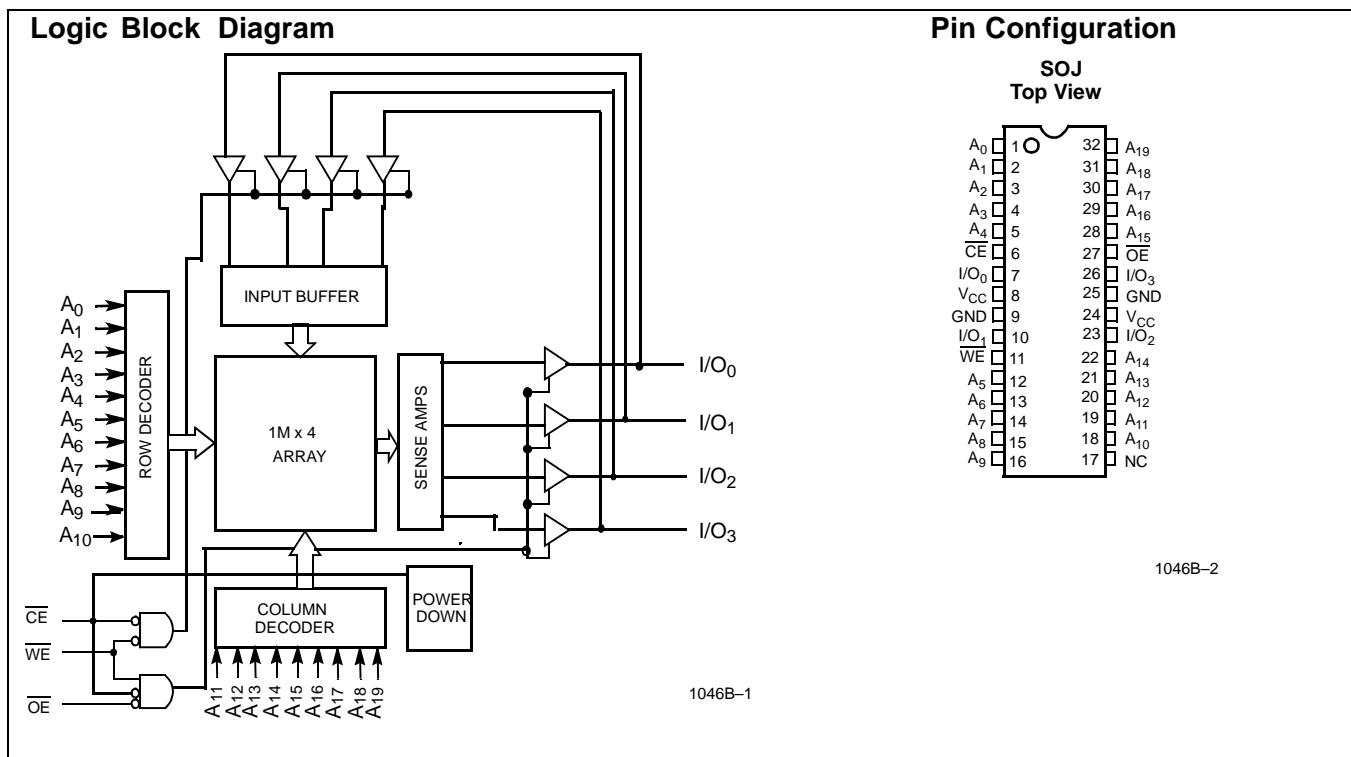 Logic Block Diagram
INPUT BUFFER
A0
A1
A2
A3
A4
A5
A6
A7
A8
A9
A10
ROW DECODER
1M x 4
ARRAY
SENSE AMPS
I/O0
I/O1
I/O2
I/O3
COLUMN
DECODER
POWER
DOWN
CE
WE
OE
A11
A12
A13
A14
A15
A16
A17
A18
A19
1046B–1
Pin Configuration
SOJ
Top View
A0 1 32 A19
A1 2 31 A18
A2 3 30 A17
A3 4 29 A16
A4 5 28 A15
CE 6 27 OE
I/O0 7 26 I/O3
VCC 8 25 GND
GND 9 24 VCC
I/O1 10 23 I/O2
WE 11 22 A14
A5 12 21 A13
A6 13 20 A12
A7 14 19 A11
A8 15 18 A10
A9 16 17 NC
1046B–2